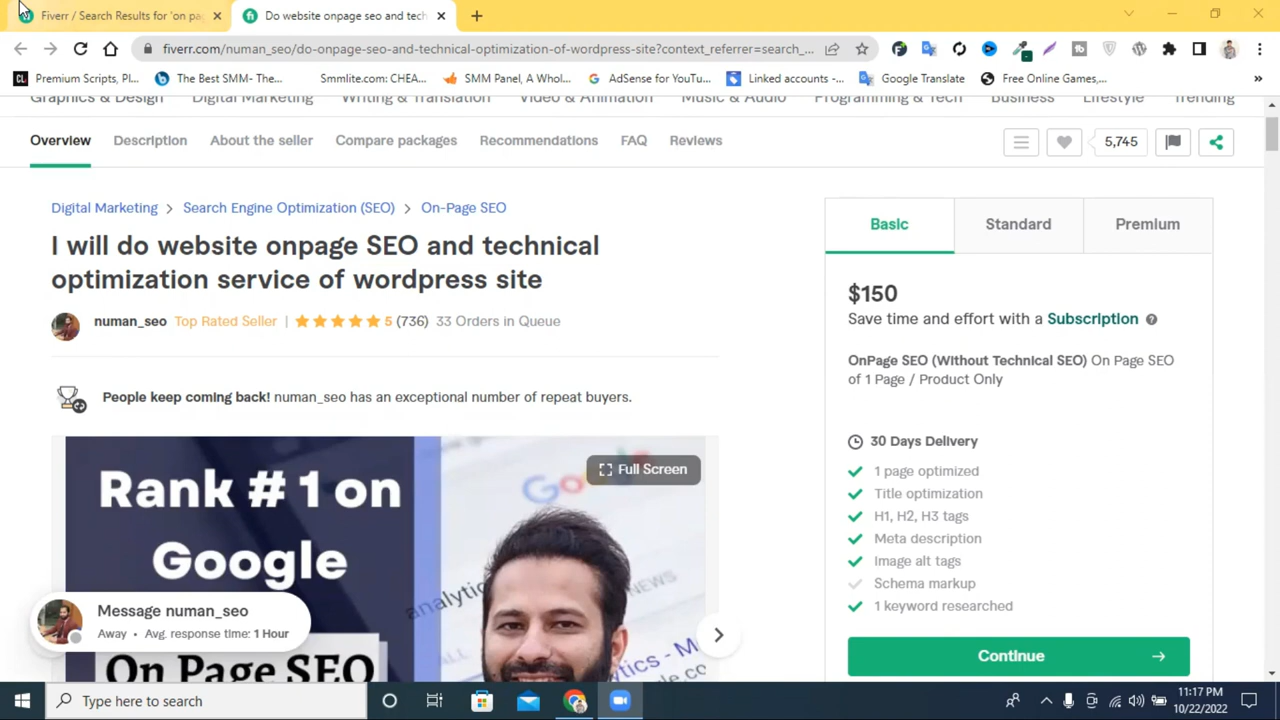 Fiverr / Search Results for 'on pa
Do website onpage seo and tech
fiverr.com/numan_seo/do-onpage-seo-and-technical-optimization-of-wordpress-site?context_referrer=search_...
Premium Scripts, Pl...
The Best SMM- The...
Smmlite.com: CHEA...
SMM Panel, A Whol...
AdSense for YouTu...
Linked accounts -...
Google Translate
Free Online Games,...
Graphics & Design
Digital Marketing
Writing & Translation
Video & Animation
Music & Audio
Programming & Tech
Business
Lifestyle
Trending
Overview
Description
About the seller
Compare packages
Recommendations
FAQ
Reviews
5,745
Digital Marketing > Search Engine Optimization (SEO) > On-Page SEO
I will do website onpage SEO and technical
optimization service of wordpress site
numan_seo Top Rated Seller | 5 (736) 33 Orders in Queue
People keep coming back! numan_seo has an exceptional number of repeat buyers.
Full Screen
Rank # 1 on
Google
On Page SEO
Google
analytic
NEWS
ALL
alytics - M
le.co
Message numan_seo
Away • Avg. response time: 1 Hour
Basic
Standard
Premium
$150
Save time and effort with a Subscription
OnPage SEO (Without Technical SEO) On Page SEO
of 1 Page / Product Only
30 Days Delivery
1 page optimized
Title optimization
H1, H2, H3 tags
Meta description
Image alt tags
Schema markup
1 keyword researched
Continue
Type here to search
11:17 PM
10/22/2022